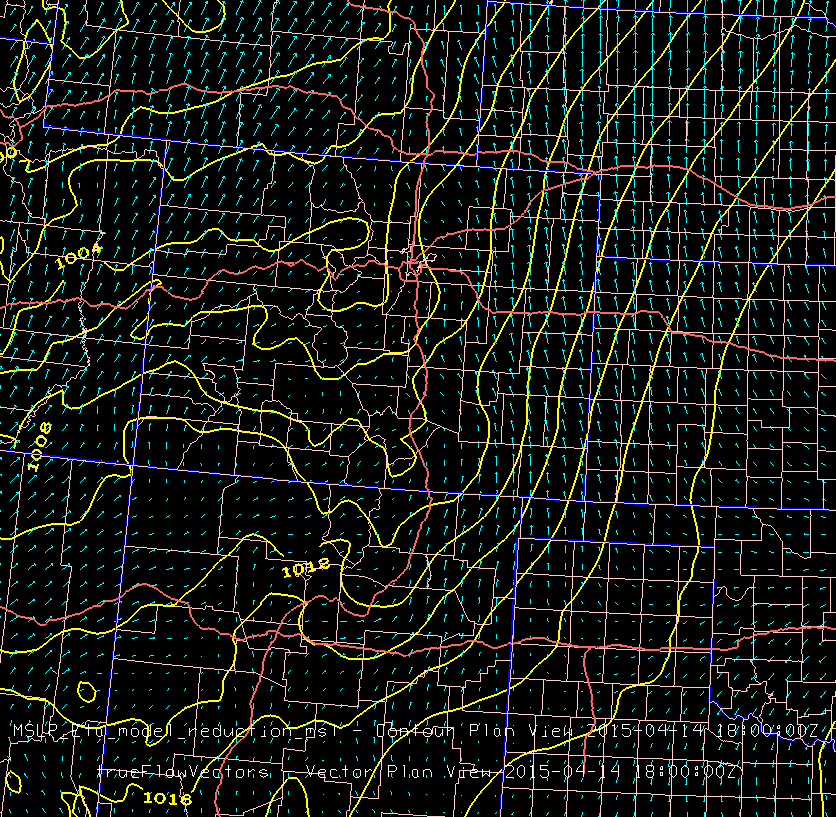 1004
1008
1012
MSLP_Eta_model_reduction_msl - Contour Plan View 2015-04-14 18:00:00Z
TrueFlowVectors - Vector Plan View 2015-04-14 18:00:00Z
1016